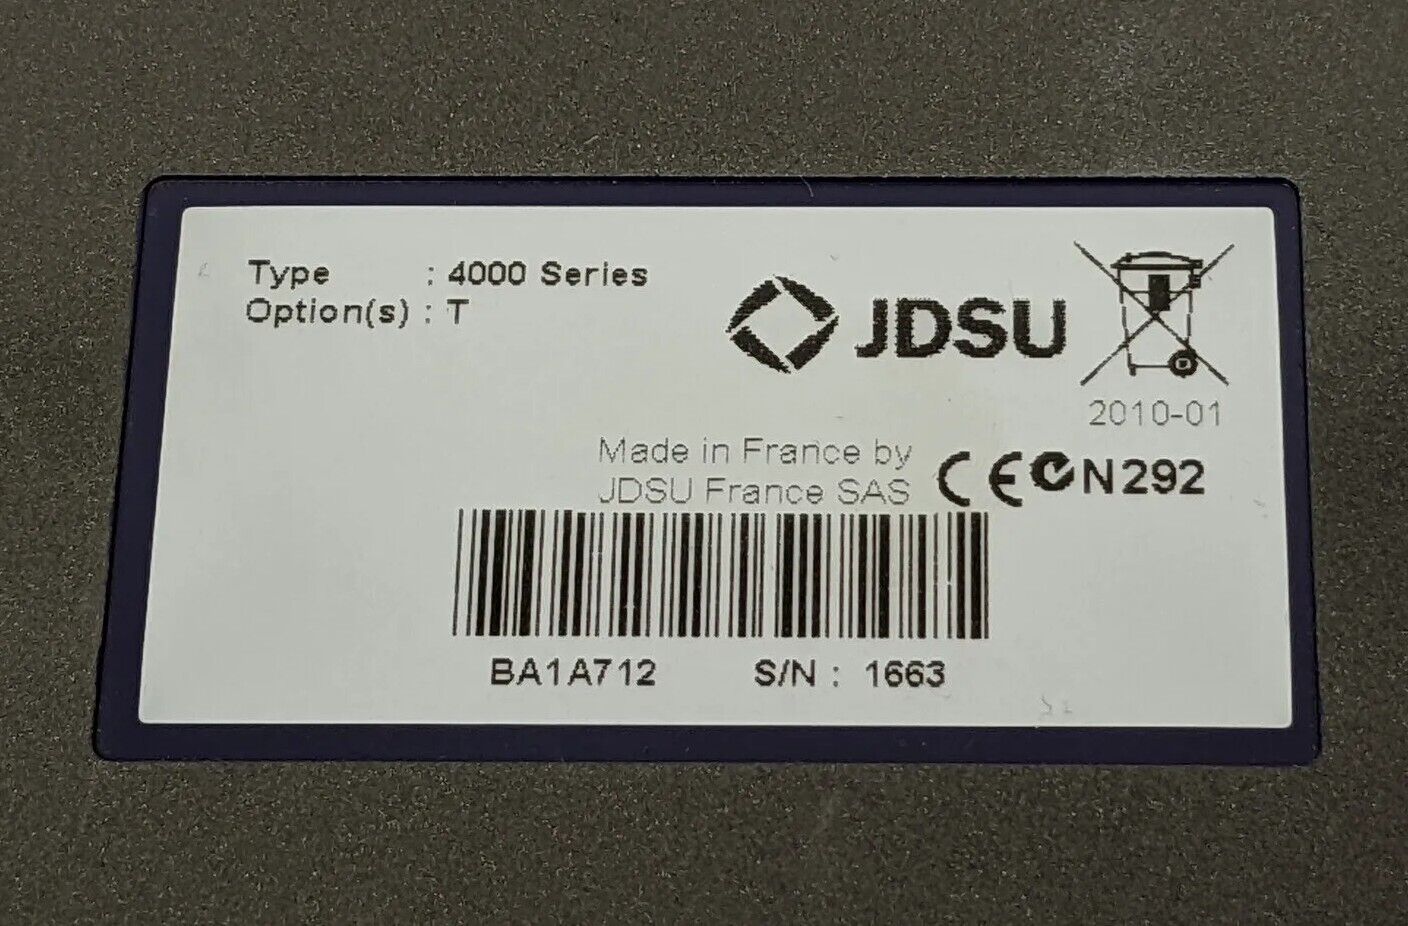 Type : 4000 Series
Option(s) : T
JDSU
2010-01
Made in France by
JDSU France SAS
CE N292
BA1A712 S/N : 1663